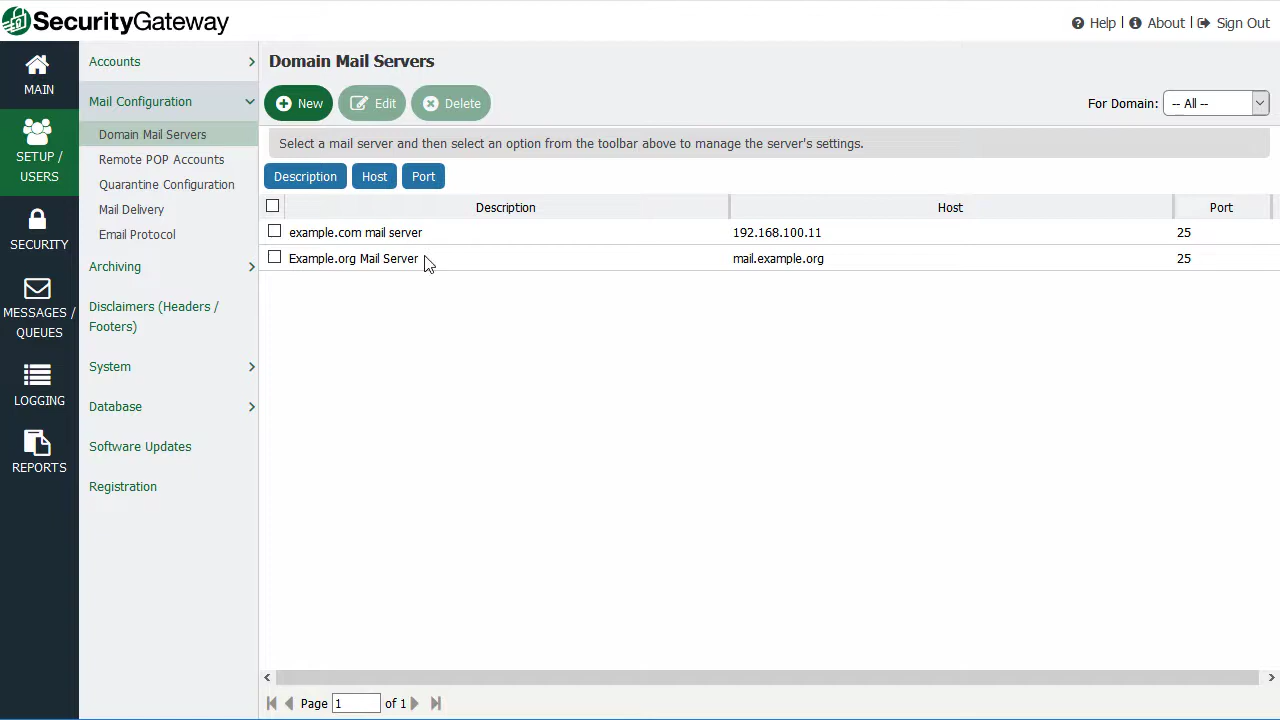 SecurityGateway
Help | About | Sign Out
MAIN
SETUP /
USERS
SECURITY
MESSAGES /
QUEUES
LOGGING
REPORTS
Accounts
Mail Configuration
Domain Mail Servers
Remote POP Accounts
Quarantine Configuration
Mail Delivery
Email Protocol
Archiving
Disclaimers (Headers /
Footers)
System
Database
Software Updates
Registration
Domain Mail Servers
New Edit Delete
For Domain: -- All --
Select a mail server and then select an option from the toolbar above to manage the server's settings.
Description Host Port
Description Host Port
example.com mail server 192.168.100.11 25
Example.org Mail Server mail.example.org 25
Page 1 of 1